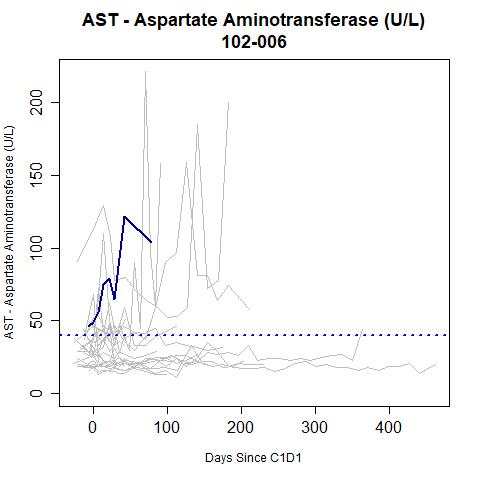 AST - Aspartate Aminotransferase (U/L)
102-006
AST - Aspartate Aminotransferase (U/L)
200
150
100
50
0
0 100 200 300 400
Days Since C1D1